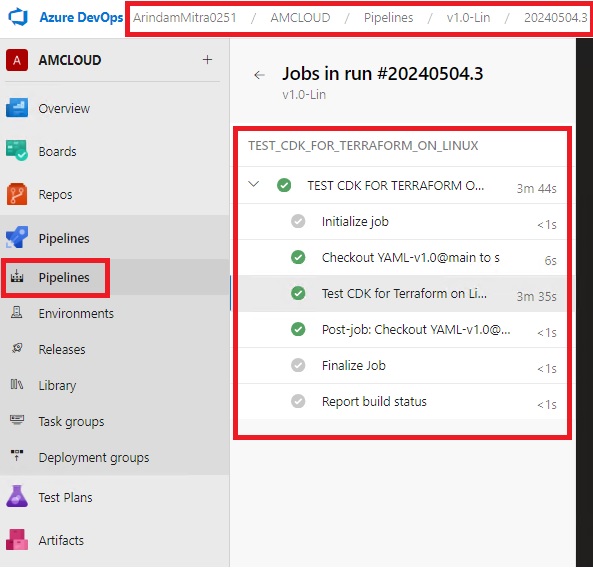 Azure DevOps ArindamMitra0251 / AMCLOUD / Pipelines / v1.0-Lin / 20240504.3
A AMCLOUD +
Overview
Boards
Repos
Pipelines
Pipelines
Environments
Releases
Library
Task groups
Deployment groups
Test Plans
Artifacts
← Jobs in run #20240504.3
v1.0-Lin
TEST_CDK_FOR_TERRAFORM_ON_LINUX
TEST CDK FOR TERRAFORM O... 3m 44s
Initialize job <1s
Checkout YAML-v1.0@main to s 6s
Test CDK for Terraform on Li... 3m 35s
Post-job: Checkout YAML-v1.0@... <1s
Finalize Job <1s
Report build status <1s